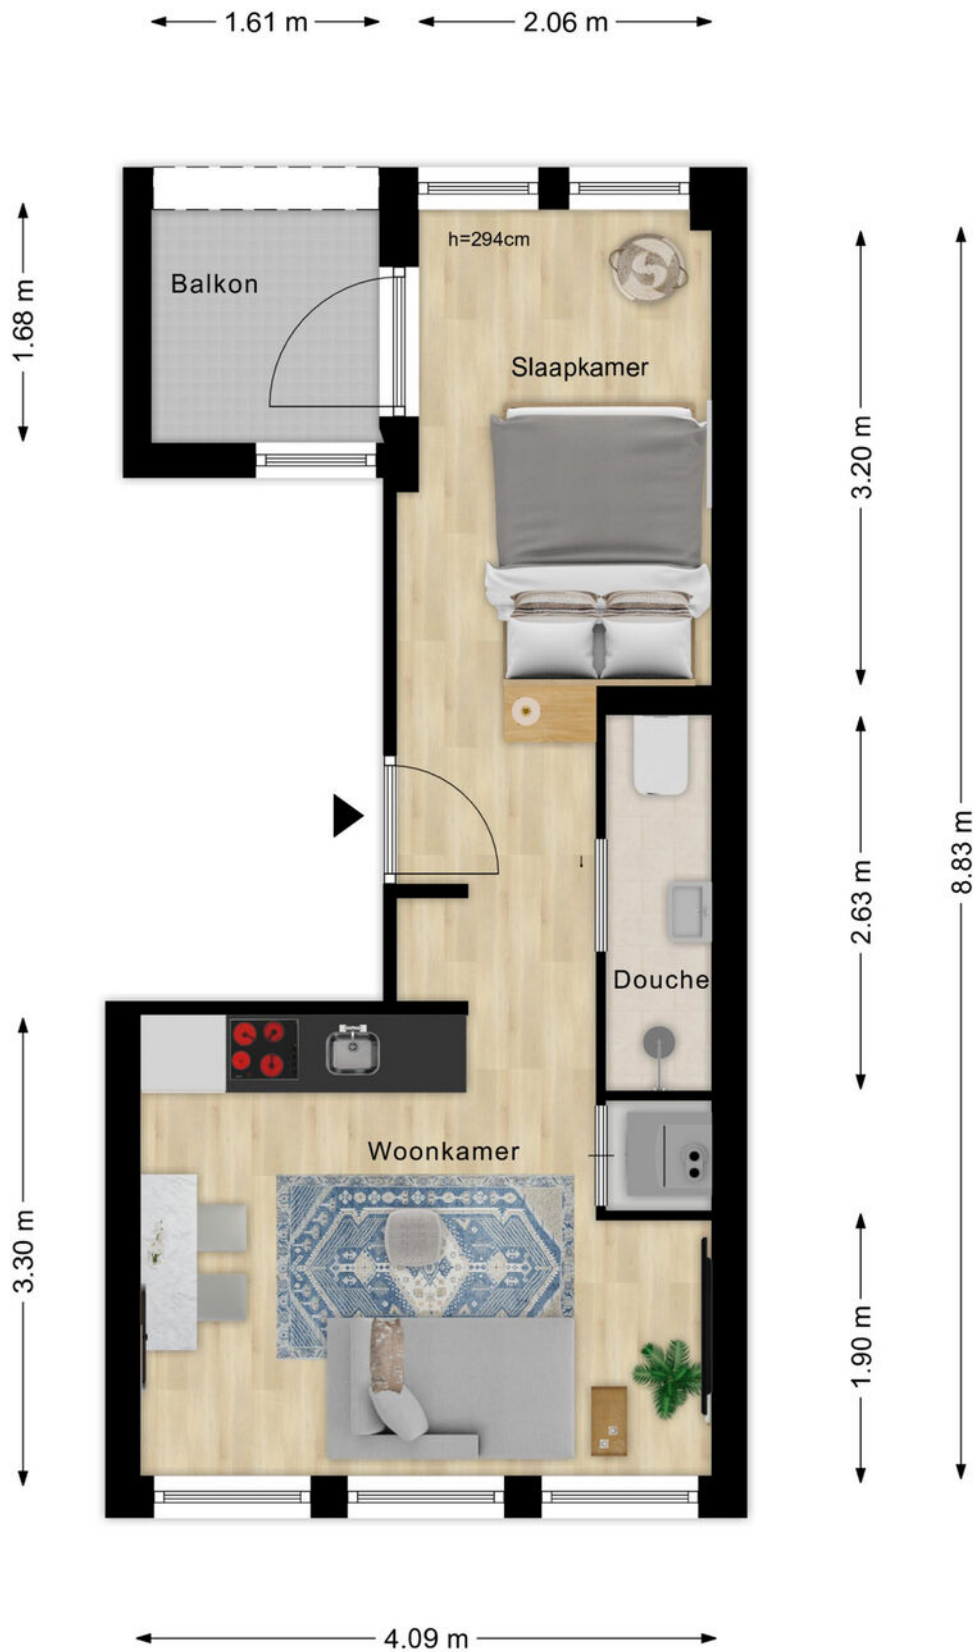 1.61 m
2.06 m
h=294cm
Balkon
1.68 m
Slaapkamer
3.20 m
8.83 m
2.63 m
Douche
Woonkamer
3.30 m
1.90 m
4.09 m